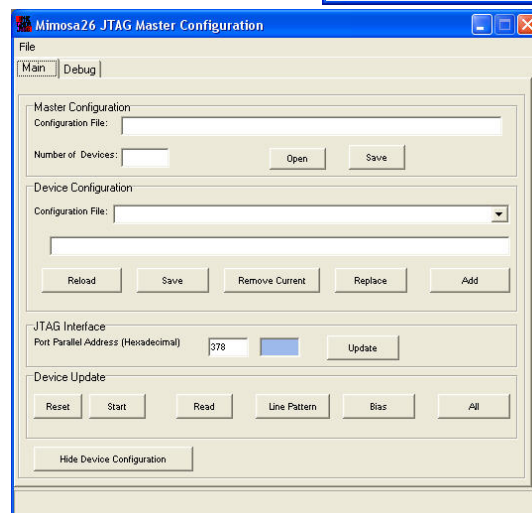 Mimosa26 JTAG Master Configuration
File
Main Debug
Master Configuration
Configuration File:
Number of Devices: Open Save
Device Configuration
Configuration File:
Reload Save Remove Current Replace Add
JTAG Interface
Port Parallel Address (Hexadecimal) 378 Update
Device Update
Reset Start Read Line Pattern Bias All
Hide Device Configuration